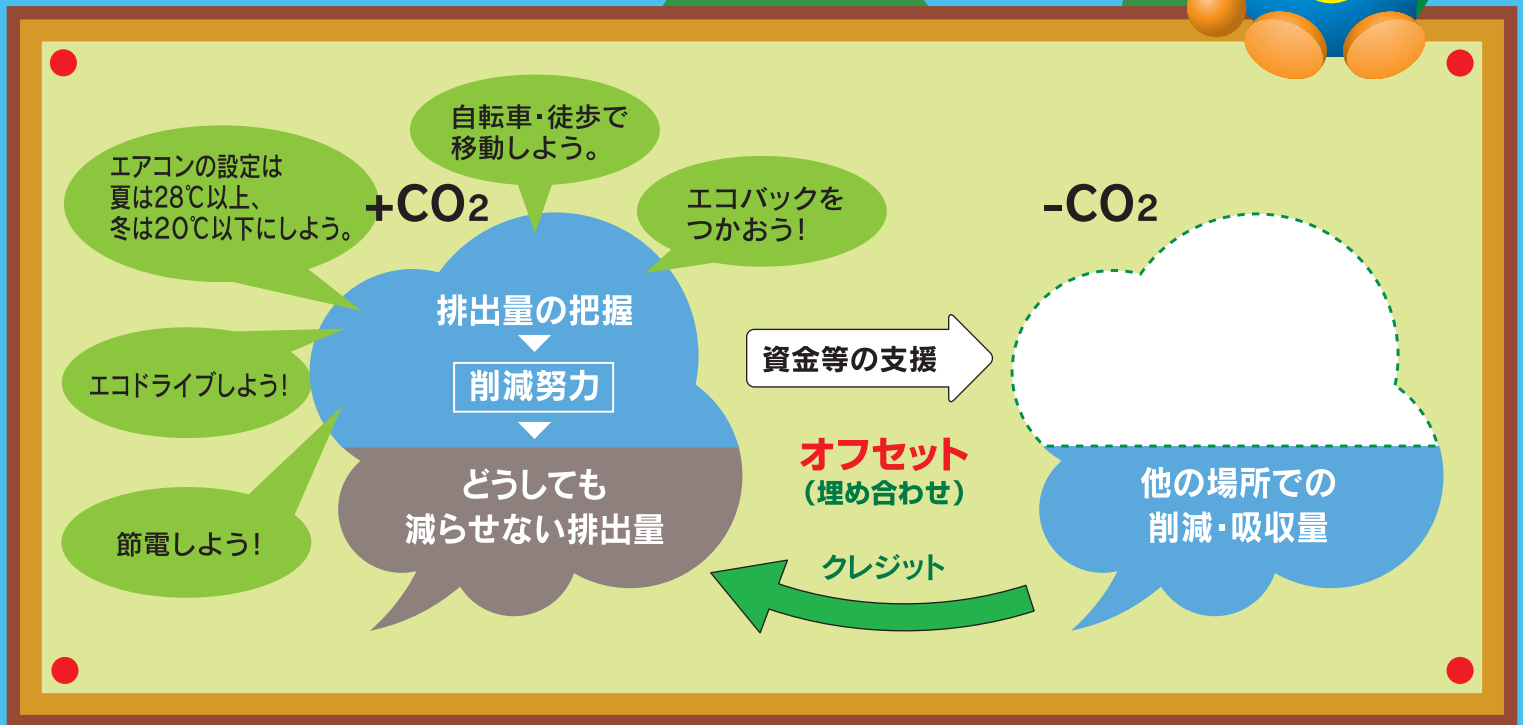 自転車・徒歩で
移動しよう。
エアコンの設定は
夏は28℃以上、
冬は20℃以下にしよう。
+CO2
エコバックを
つかおう!
-CO2
排出量の把握
削減努力
エコドライブしよう!
資金等の支援
オフセット
(埋め合わせ)
どうしても
減らせない排出量
他の場所での
削減・吸収量
節電しよう!
クレジット